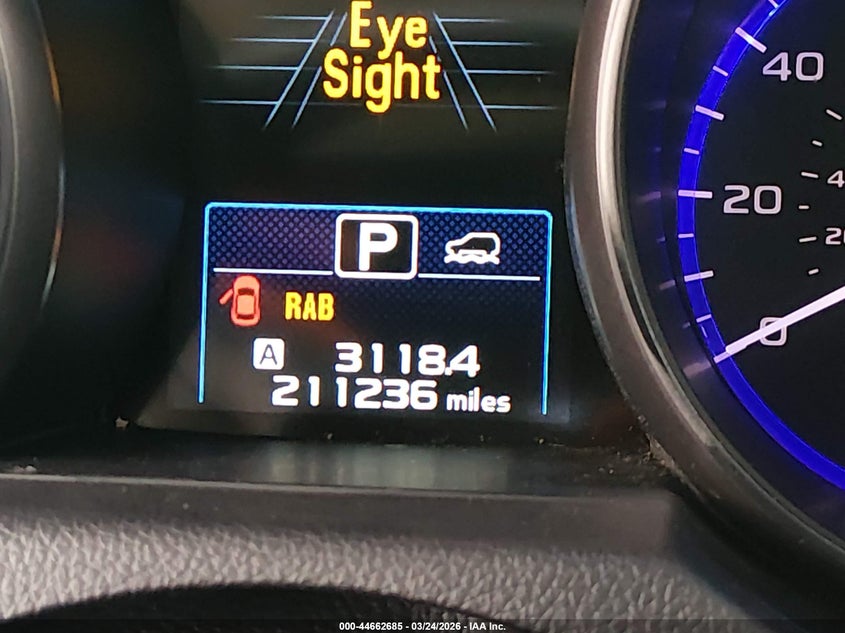 Eye
Sight
P
RAB
A 3118.4
211236 miles
40
20
0
000-44662685 - 03/24/2026 - IAA Inc.